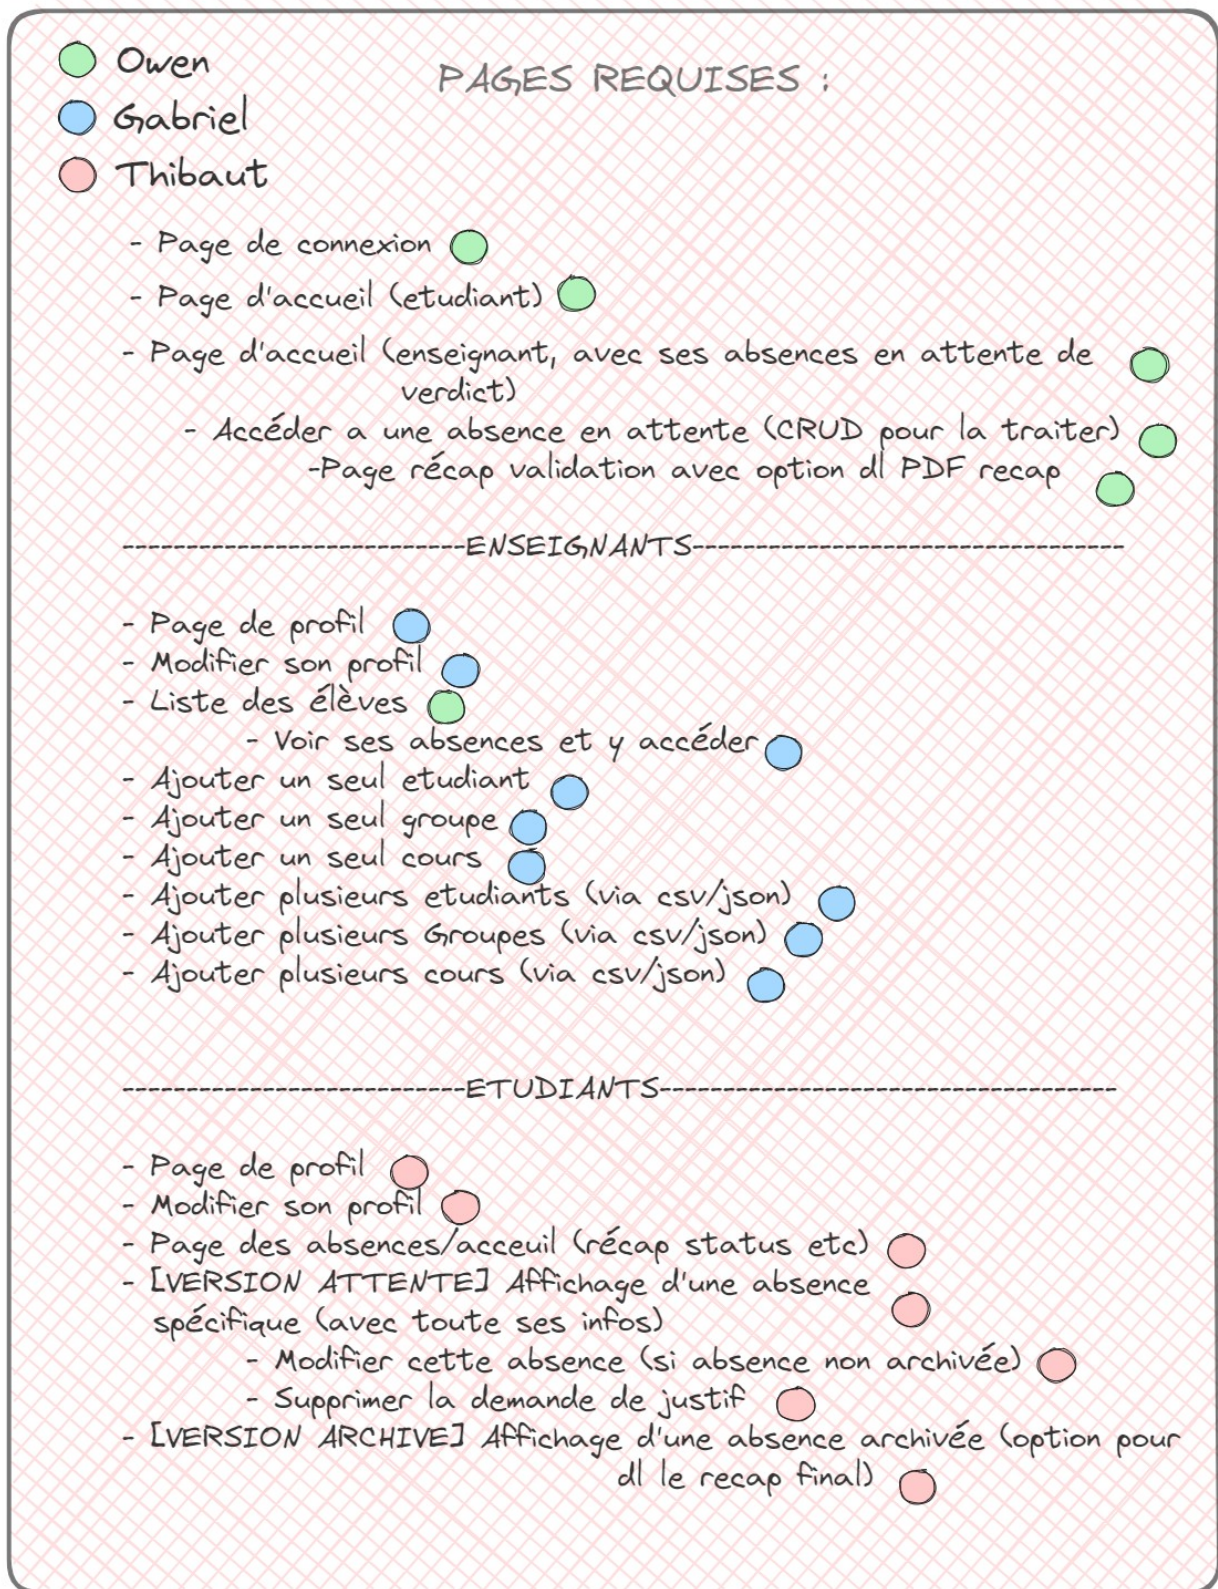 Owen
PAGES REQUISES :
Gabriel
Thibaut
- Page de connexion
- Page d'accueil (etudiant)
- Page d'accueil (enseignant, avec ses absences en attente de
verdict)
- Accéder a une absence en attente (CRUD pour la traiter)
-Page récap validation avec option dl PDF recap
---------------------------ENSEIGNANTS----------------------------------
- Page de profil
- Modifier son profil
- Liste des élèves
- Voir ses absences et y accéder
- Ajouter un seul etudiant
- Ajouter un seul groupe
- Ajouter un seul cours
- Ajouter plusieurs etudiants (via csv/json)
- Ajouter plusieurs Groupes (via csv/json)
- Ajouter plusieurs cours (via csv/json)
---------------------------ETUDIANTS------------------------------------
- Page de profil
- Modifier son profil
- Page des absences/acceuil (récap status etc)
- [VERSION ATTENTE] Affichage d'une absence
spécifique (avec toute ses infos)
- Modifier cette absence (si absence non archivée)
- Supprimer la demande de justif
- [VERSION ARCHIVE] Affichage d'une absence archivée (option pour
dl le recap final)